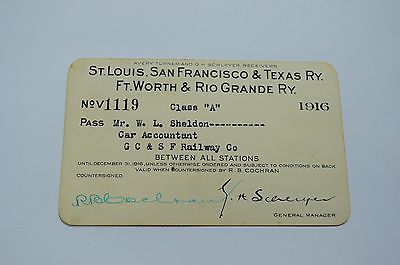 AVERY TURNER AND G. H. SCHLEYER RECEIVERS
ST. LOUIS, SAN FRANCISCO & TEXAS RY.
FT. WORTH & RIO GRANDE RY.
No V1119 Class "A" 1916
PASS Mr. W. L. Sheldon----------
Car Accountant
G C & S F Railway Co
BETWEEN ALL STATIONS
UNTIL DECEMBER 31, 1916, UNLESS OTHERWISE ORDERED AND SUBJECT TO CONDITIONS ON BACK
VALID WHEN COUNTERSIGNED BY R. B. COCHRAN
COUNTERSIGNED
R B Cochran G. H Schleyer
GENERAL MANAGER